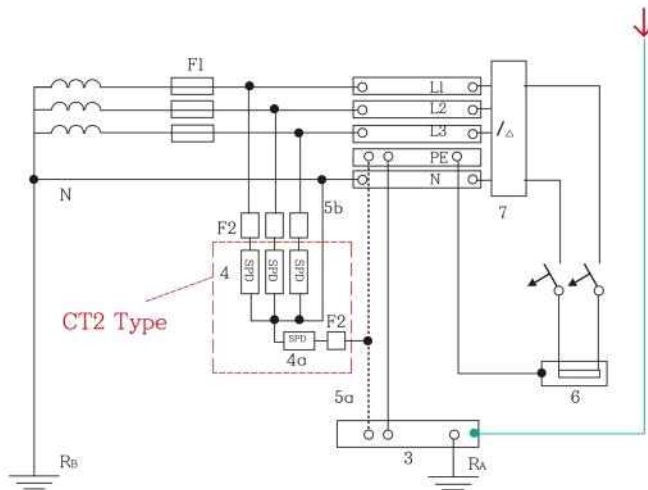 F1
L1
L2
L3
PE
N
N
/△
7
5b
F2
4
SPD
SPD
SPD
CT2 Type
F2
SPD
4a
6
5a
3
RB
RA